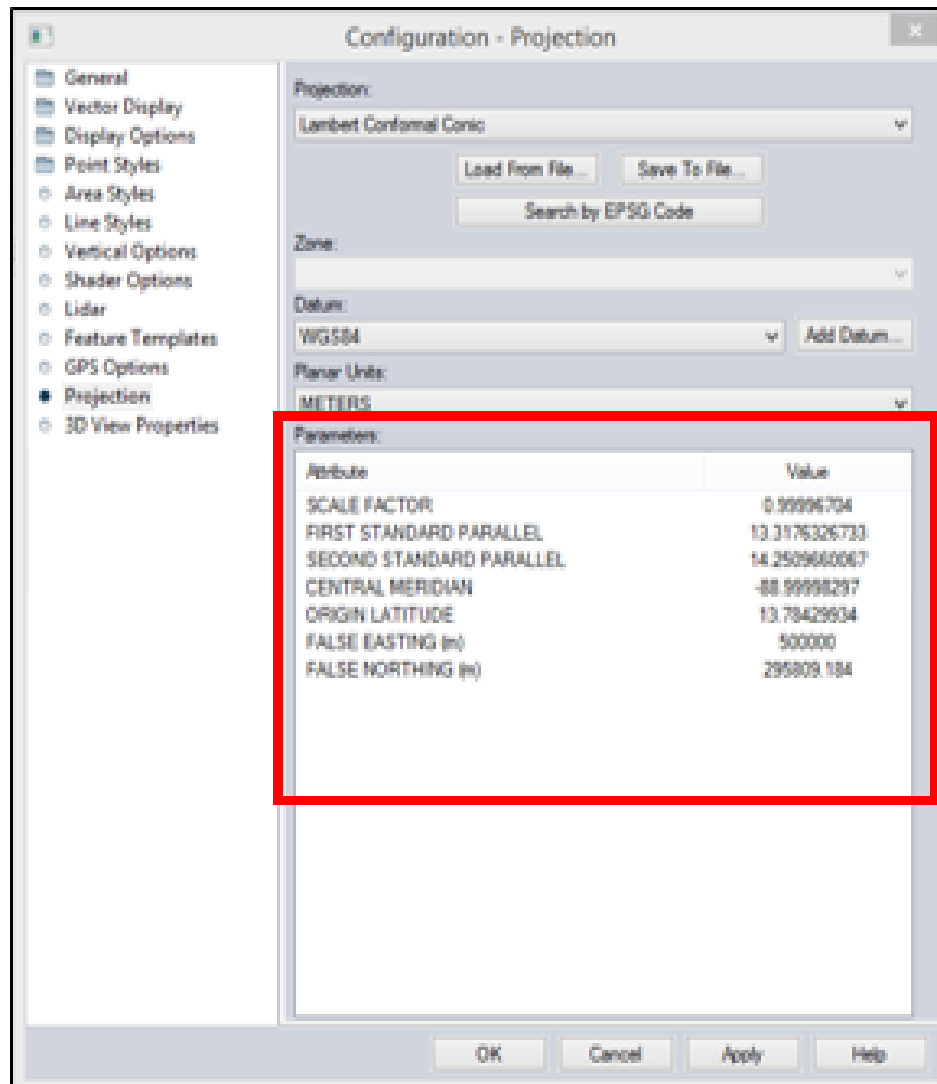 Configuration - Projection
General
Vector Display
Display Options
Point Styles
Area Styles
Line Styles
Vertical Options
Shader Options
Lidar
Feature Templates
GPS Options
Projection
3D View Properties
Projection:
Lambert Conformal Conic
Load From File... Save To File...
Search by EPSG Code
Zone:
Datum:
WGS84 Add Datum...
Planar Units:
METERS
Parameters:
Attribute Value
SCALE FACTOR 0.99996704
FIRST STANDARD PARALLEL 13.3176326733
SECOND STANDARD PARALLEL 14.2509660067
CENTRAL MERIDIAN -88.99998297
ORIGIN LATITUDE 13.78429934
FALSE EASTING (m) 500000
FALSE NORTHING (m) 295809.184
OK Cancel Apply Help